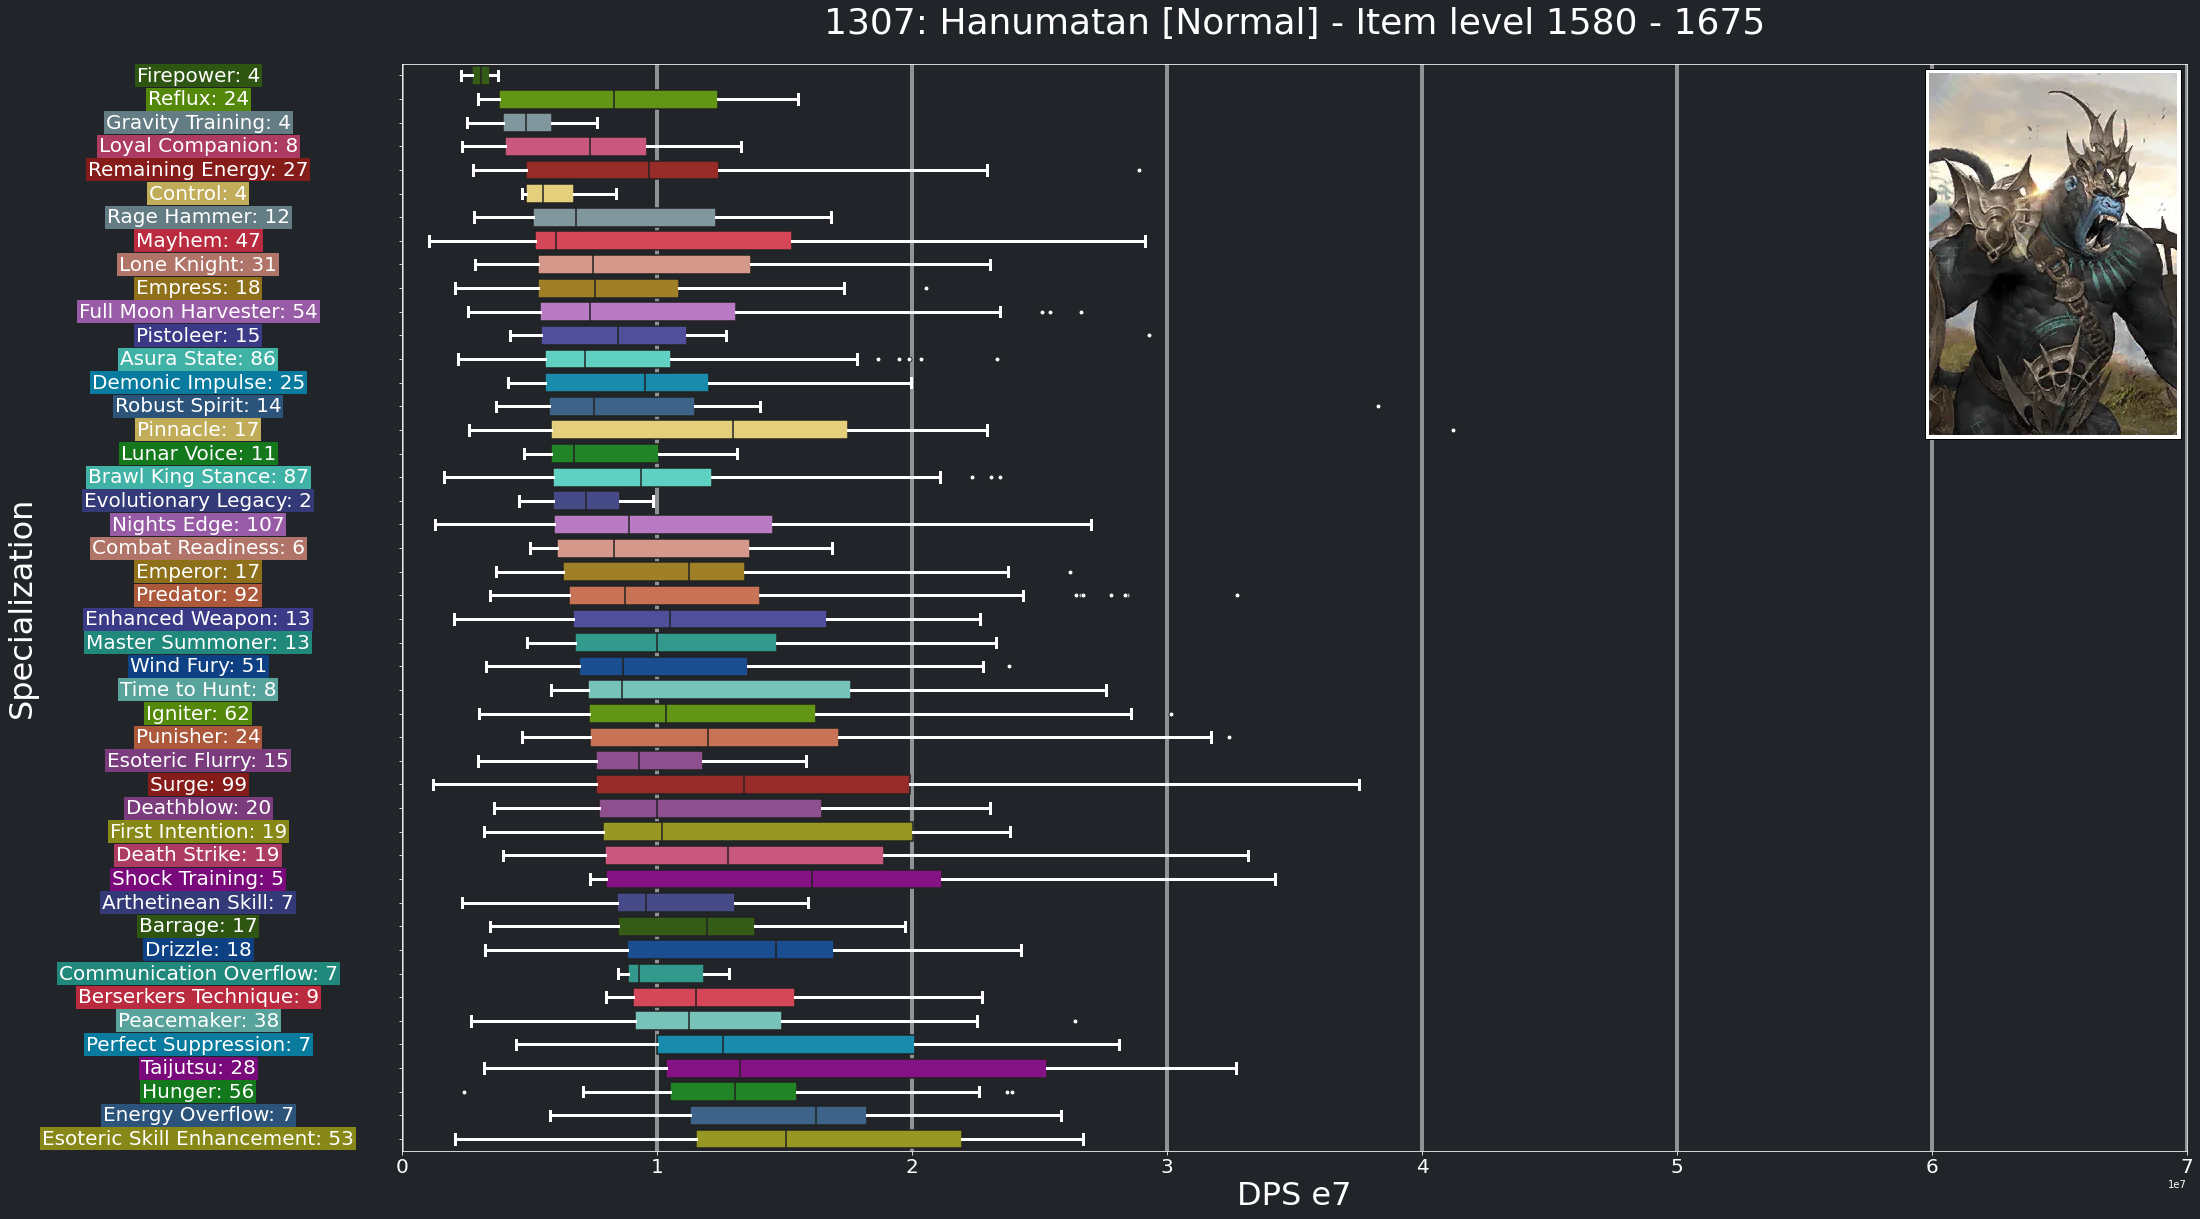 1307: Hanumatan [Normal] - Item level 1580 - 1675
Specialization
Firepower: 4
Reflux: 24
Gravity Training: 4
Loyal Companion: 8
Remaining Energy: 27
Control: 4
Rage Hammer: 12
Mayhem: 47
Lone Knight: 31
Empress: 18
Full Moon Harvester: 54
Pistoleer: 15
Asura State: 86
Demonic Impulse: 25
Robust Spirit: 14
Pinnacle: 17
Lunar Voice: 11
Brawl King Stance: 87
Evolutionary Legacy: 2
Nights Edge: 107
Combat Readiness: 6
Emperor: 17
Predator: 92
Enhanced Weapon: 13
Master Summoner: 13
Wind Fury: 51
Time to Hunt: 8
Igniter: 62
Punisher: 24
Esoteric Flurry: 15
Surge: 99
Deathblow: 20
First Intention: 19
Death Strike: 19
Shock Training: 5
Arthetinean Skill: 7
Barrage: 17
Drizzle: 18
Communication Overflow: 7
Berserkers Technique: 9
Peacemaker: 38
Perfect Suppression: 7
Taijutsu: 28
Hunger: 56
Energy Overflow: 7
Esoteric Skill Enhancement: 53
0 1 2 3 4 5 6 7
1e7
DPS e7